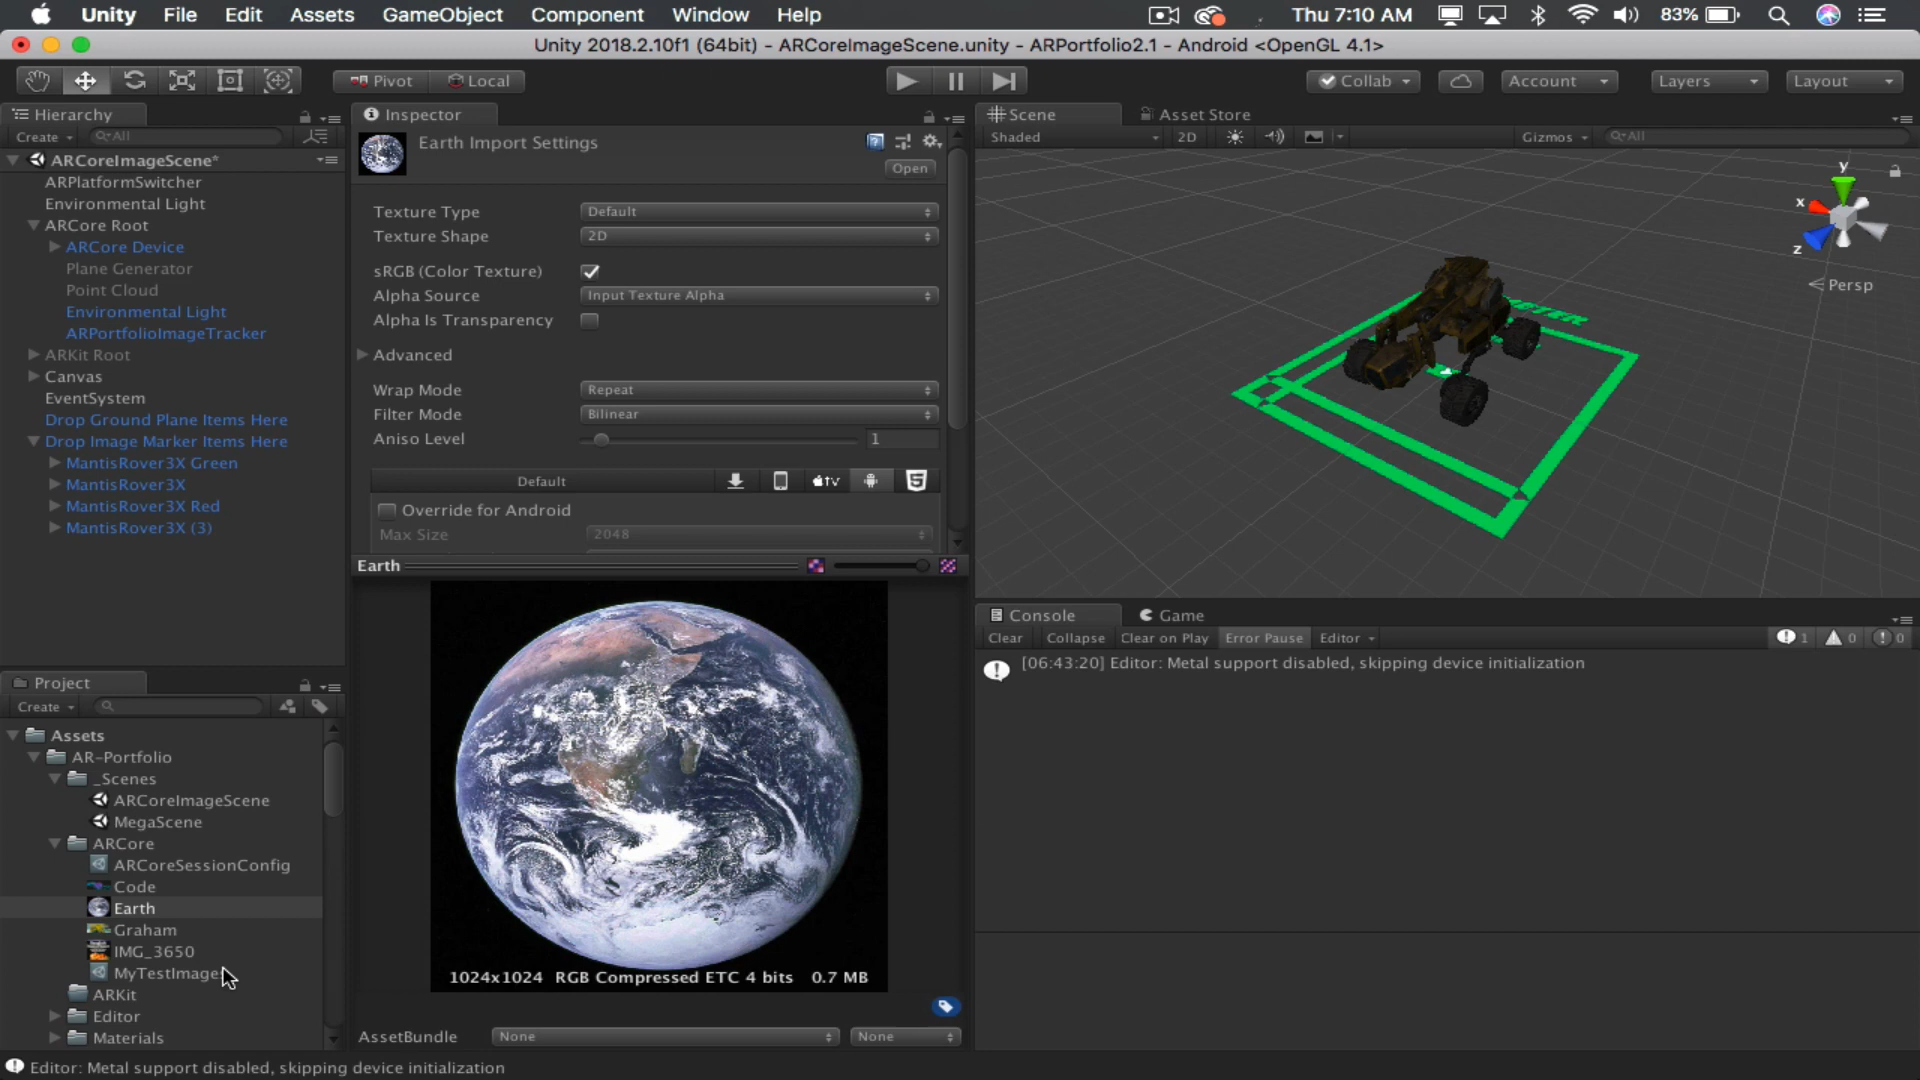 Unity File Edit Assets GameObject Component Window Help Thu 7:10 AM 83%
Unity 2018.2.10f1 (64bit) - ARCoreImageScene.unity - ARPortfolio2.1 - Android <OpenGL 4.1>
Pivot Local Collab Account Layers Layout
Hierarchy
Create All
ARCoreImageScene*
ARPlatformSwitcher
Environmental Light
ARCore Root
ARCore Device
Plane Generator
Point Cloud
Environmental Light
ARPortfolioImageTracker
ARKit Root
Canvas
EventSystem
Drop Ground Plane Items Here
Drop Image Marker Items Here
MantisRover3X Green
MantisRover3X
MantisRover3X Red
MantisRover3X (3)
Project
Create
Assets
AR-Portfolio
_Scenes
ARCoreImageScene
MegaScene
ARCore
ARCoreSessionConfig
Code
Earth
Graham
IMG_3650
MyTestImages
ARKit
Editor
Materials
Inspector
Earth Import Settings
Open
Texture Type Default
Texture Shape 2D
sRGB (Color Texture)
Alpha Source Input Texture Alpha
Alpha Is Transparency
Advanced
Wrap Mode Repeat
Filter Mode Bilinear
Aniso Level 1
Default tv
Override for Android
Max Size 2048
Earth
1024x1024 RGB Compressed ETC 4 bits 0.7 MB
AssetBundle None None
Scene Asset Store
Shaded 2D Gizmos All
y
x
z
Persp
Console Game
Clear Collapse Clear on Play Error Pause Editor 1 0 0
[06:43:20] Editor: Metal support disabled, skipping device initialization
Editor: Metal support disabled, skipping device initialization